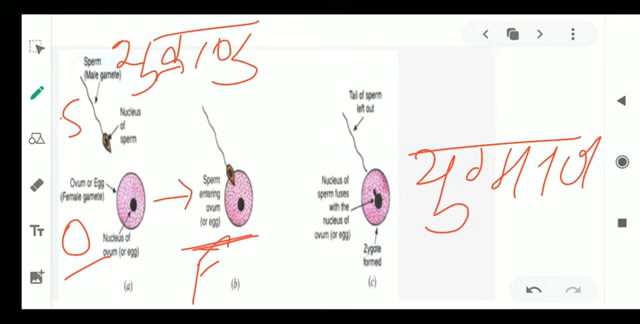 Sperm
(Male gamete)
S
Nucleus
of
sperm
Ovum or Egg
(Female gamete)
O
Nucleus of
ovum (or egg)
(a)
Sperm
entering
ovum
(or egg)
F
(b)
Tail of sperm
left out
Nucleus of
sperm fuses
with the
nucleus of
ovum (or egg)
Zygote
formed
(c)
Tт